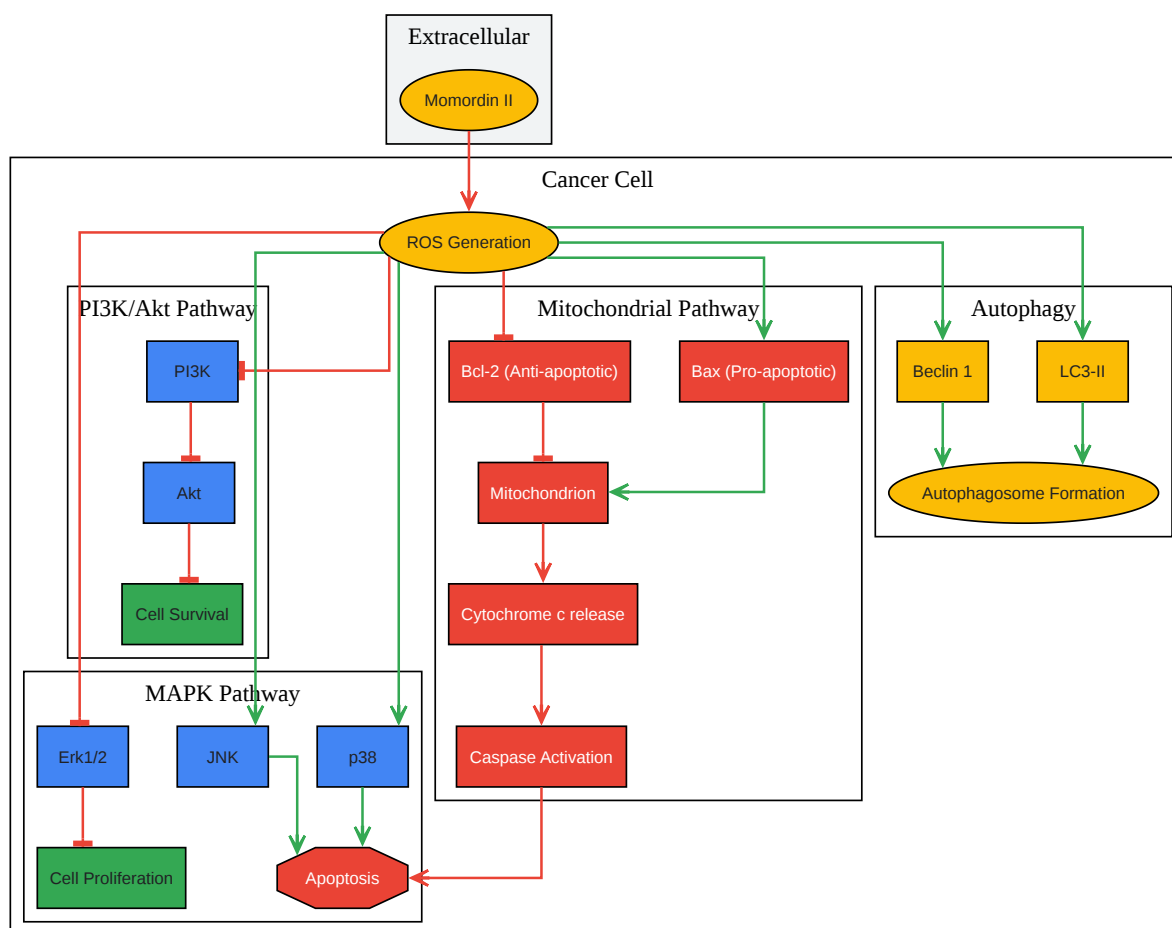 Extracellular
Momordin II
Cancer Cell
ROS Generation
PI3K/Akt Pathway
PI3K
Akt
Cell Survival
Mitochondrial Pathway
Bcl-2 (Anti-apoptotic)
Bax (Pro-apoptotic)
Mitochondrion
Cytochrome c release
Caspase Activation
Autophagy
Beclin 1
LC3-II
Autophagosome Formation
MAPK Pathway
Erk1/2
JNK
p38
Cell Proliferation
Apoptosis